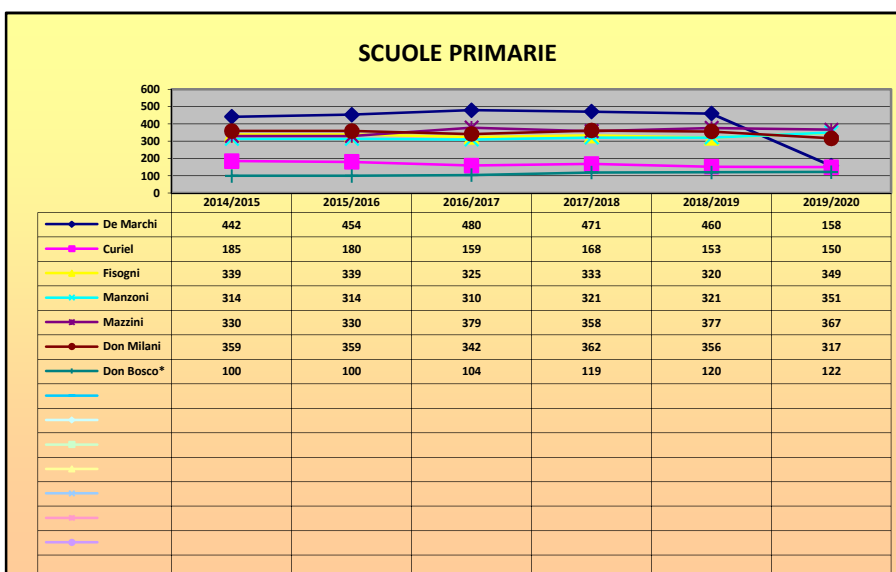 SCUOLE PRIMARIE
600
500
400
300
200
100
0
2014/2015 2015/2016 2016/2017 2017/2018 2018/2019 2019/2020
De Marchi 442 454 480 471 460 158
Curiel 185 180 159 168 153 150
Fisogni 339 339 325 333 320 349
Manzoni 314 314 310 321 321 351
Mazzini 330 330 379 358 377 367
Don Milani 359 359 342 362 356 317
Don Bosco* 100 100 104 119 120 122